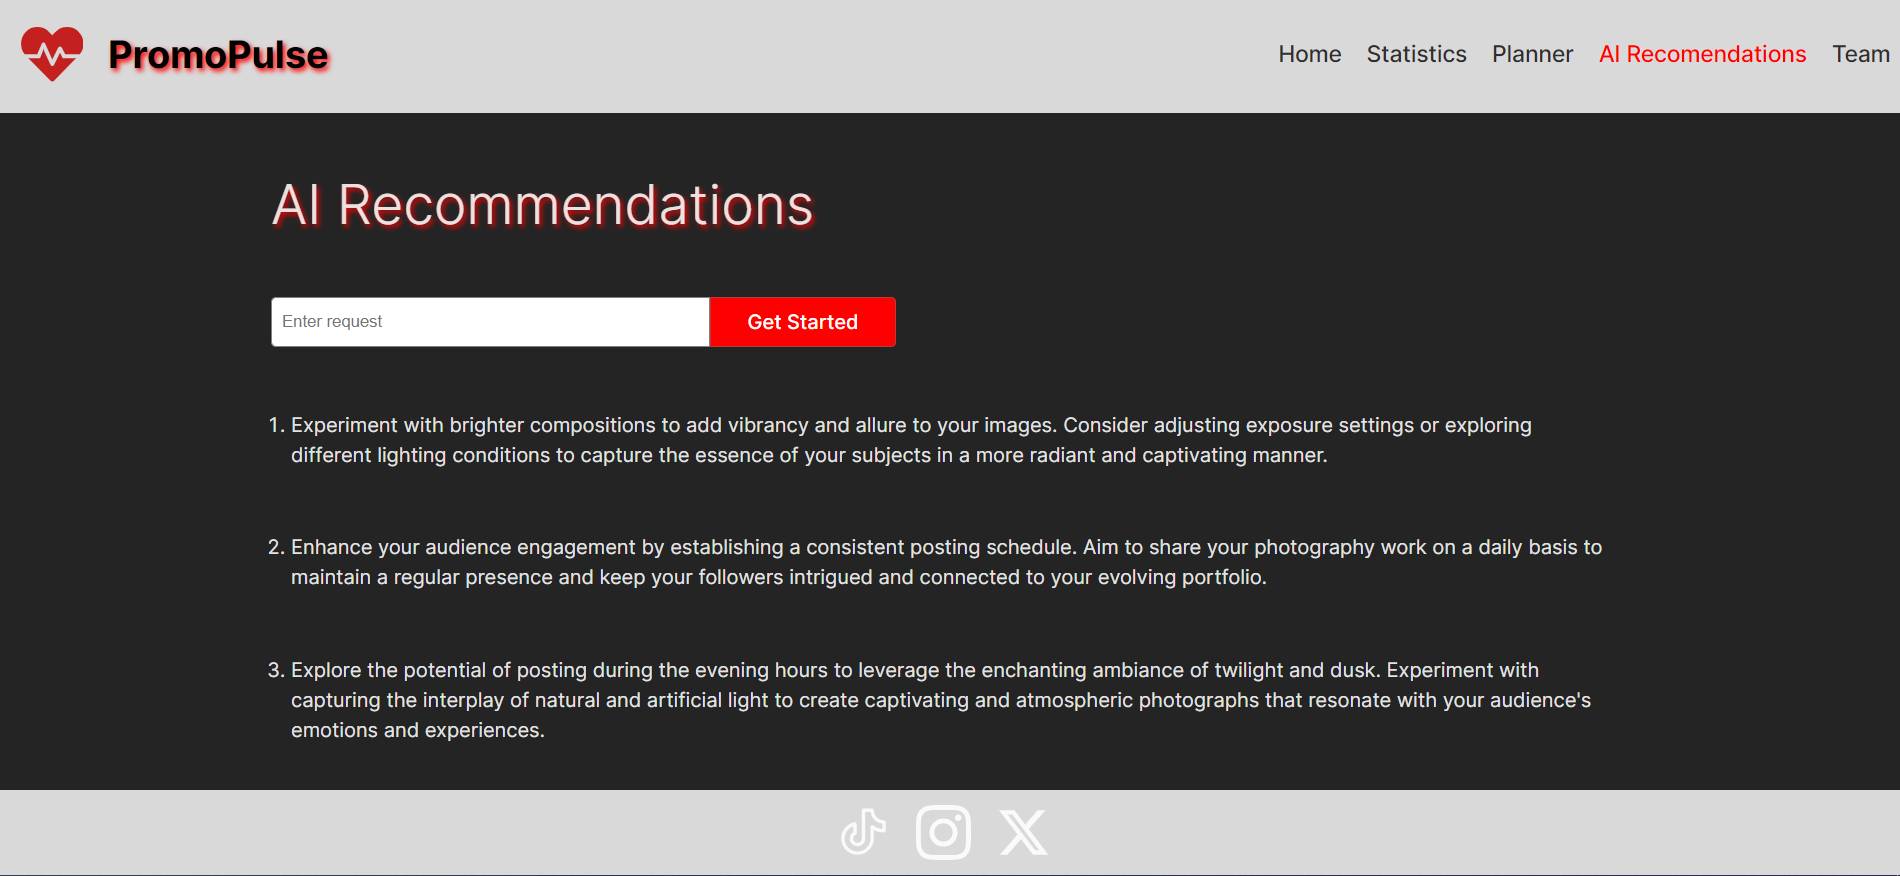 PromoPulse
Home Statistics Planner AI Recomendations Team
AI Recommendations
Enter request
Get Started
1. Experiment with brighter compositions to add vibrancy and allure to your images. Consider adjusting exposure settings or exploring
different lighting conditions to capture the essence of your subjects in a more radiant and captivating manner.
2. Enhance your audience engagement by establishing a consistent posting schedule. Aim to share your photography work on a daily basis to
maintain a regular presence and keep your followers intrigued and connected to your evolving portfolio.
3. Explore the potential of posting during the evening hours to leverage the enchanting ambiance of twilight and dusk. Experiment with
capturing the interplay of natural and artificial light to create captivating and atmospheric photographs that resonate with your audience's
emotions and experiences.